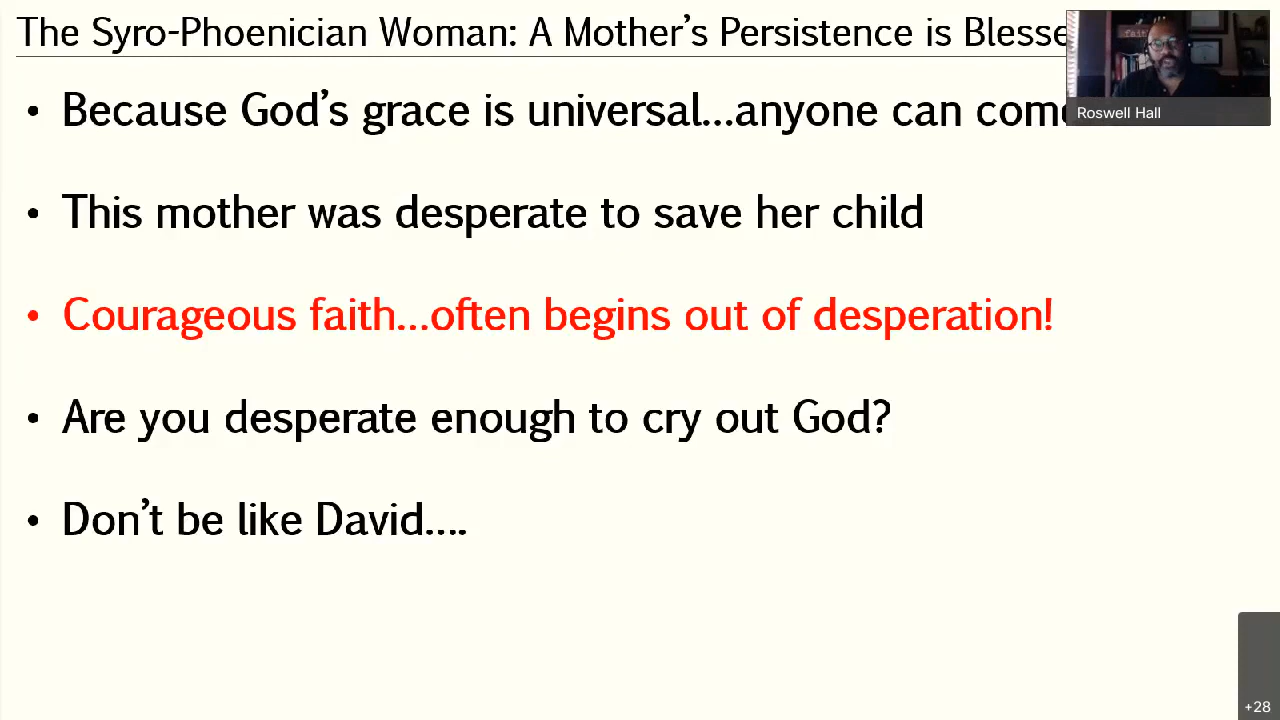 The Syro-Phoenician Woman: A Mother's Persistence is Blesse
• Because God's grace is universal...anyone can com
Roswell Hall
• This mother was desperate to save her child
• Courageous faith...often begins out of desperation!
• Are you desperate enough to cry out God?
• Don't be like David....
+28